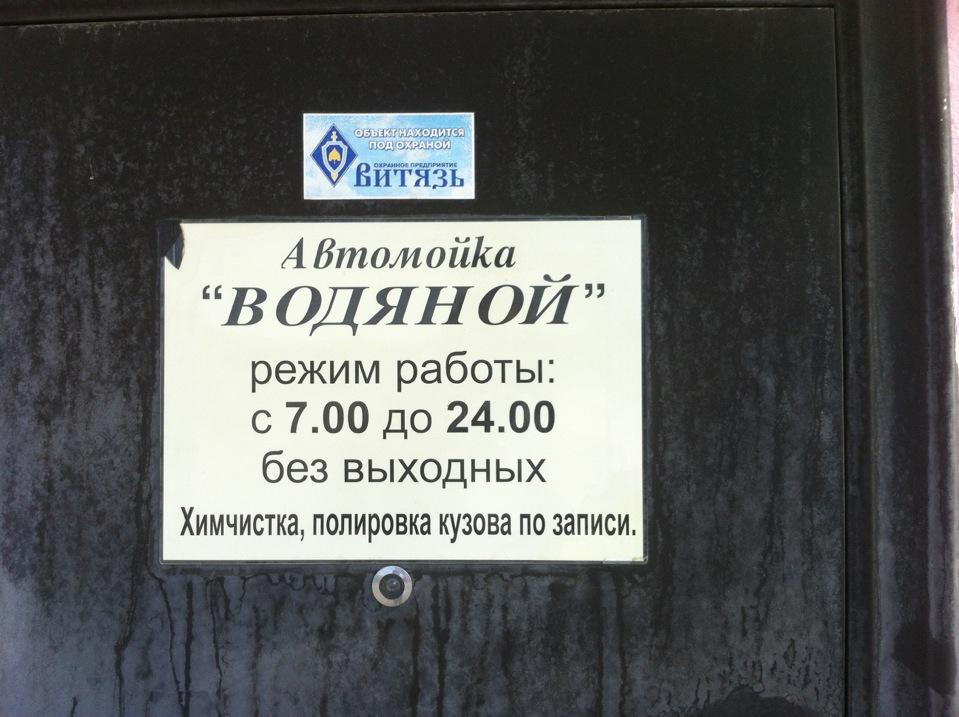 ОБЪЕКТ НАХОДИТСЯ
ПОД ОХРАНОЙ
ОХРАННОЕ ПРЕДПРИЯТИЕ
ВИТЯЗЬ
Автомойка
“ВОДЯНОЙ”
режим работы:
с 7.00 до 24.00
без выходных
Химчистка, полировка кузова по записи.